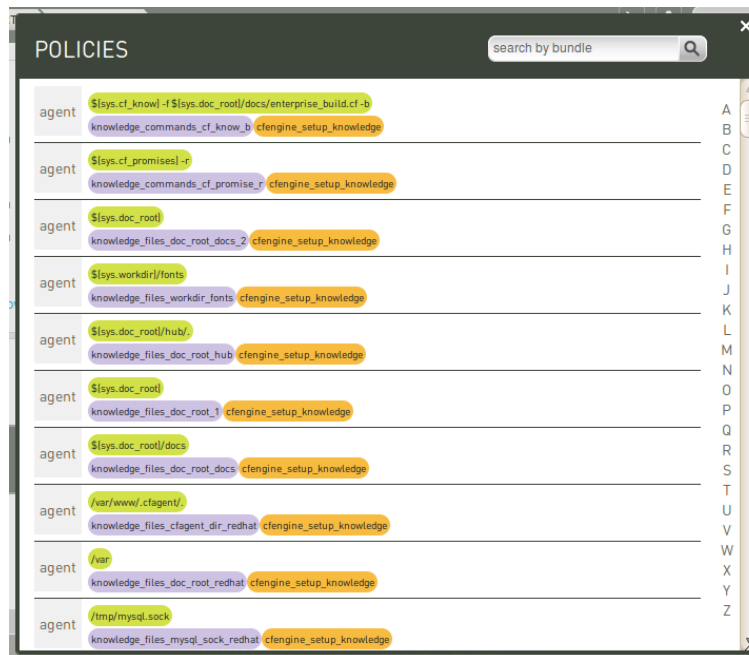 POLICIES
search by bundle
agent
$(sys.cf_know) -f $(sys.doc_root)/docs/enterprise_build.cf -b
knowledge_commands_cf_know_b cfengine_setup_knowledge
agent
$(sys.cf_promises) -r
knowledge_commands_cf_promise_r cfengine_setup_knowledge
agent
$(sys.doc_root)
knowledge_files_doc_root_docs_2 cfengine_setup_knowledge
agent
$(sys.workdir)/fonts
knowledge_files_workdir_fonts cfengine_setup_knowledge
agent
$(sys.doc_root)/hub/.
knowledge_files_doc_root_hub cfengine_setup_knowledge
agent
$(sys.doc_root)
knowledge_files_doc_root_1 cfengine_setup_knowledge
agent
$(sys.doc_root)/docs
knowledge_files_doc_root_docs cfengine_setup_knowledge
agent
/var/www/.cfagent/.
knowledge_files_cfagent_dir_redhat cfengine_setup_knowledge
agent
/var
knowledge_files_doc_root_redhat cfengine_setup_knowledge
agent
/tmp/mysql.sock
knowledge_files_mysql_sock_redhat cfengine_setup_knowledge
A
B
C
D
E
F
G
H
I
J
K
L
M
N
O
P
Q
R
S
T
U
V
W
X
Y
Z